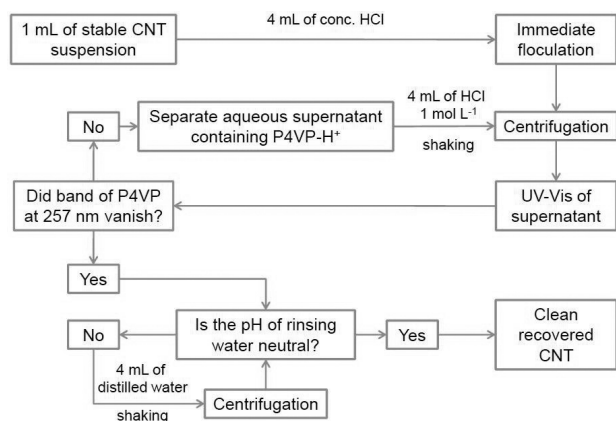 1 mL of stable CNT
suspension
4 mL of conc. HCl
Immediate
floculation
No
Separate aqueous supernatant
containing P4VP-H⁺
4 mL of HCl
1 mol L⁻¹
shaking
Centrifugation
Did band of P4VP
at 257 nm vanish?
UV-Vis of
supernatant
Yes
No
Is the pH of rinsing
water neutral?
Yes
Clean
recovered
CNT
4 mL of
distilled water
shaking
Centrifugation